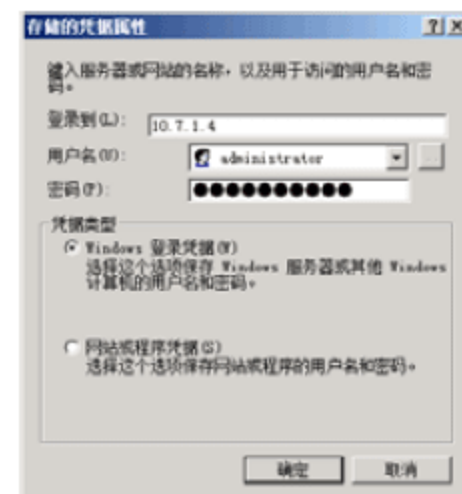 存储的凭据属性
键入服务器或网站的名称，以及用于访问的用户名和密
码。
登录到(L)：
10.7.1.4
用户名(U)：
administrator
密码(P)：
●●●●●●●●●●
凭据类型
Windows 登录凭据(W)
选择这个选项保存 Windows 服务器或其他 Windows
计算机的用户名和密码。
网站或程序凭据(S)
选择这个选项保存网站或程序的用户名和密码。
确定
取消